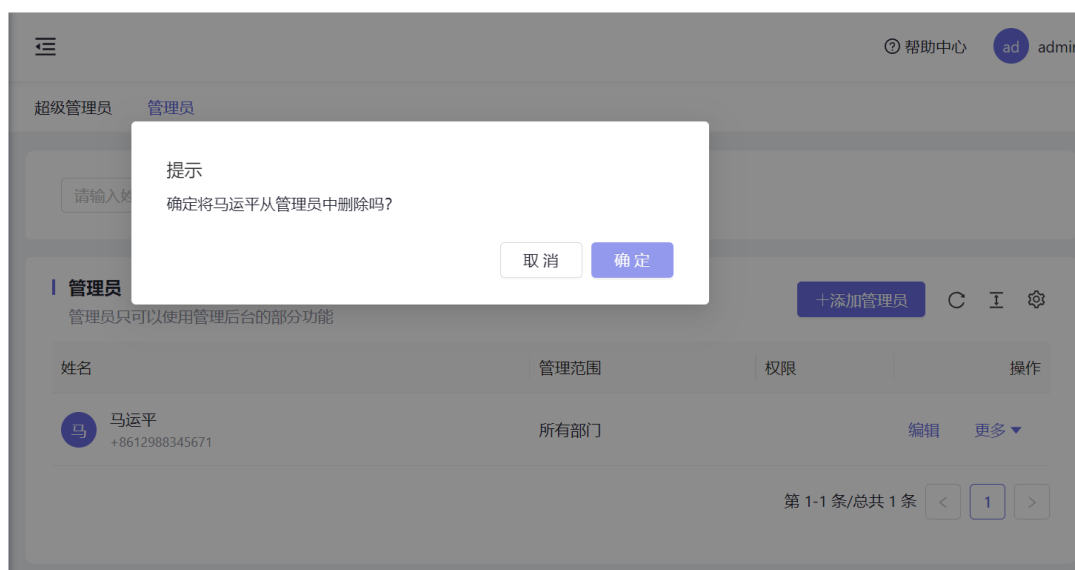 帮助中心
ad
超级管理员
管理员
提示
确定将马运平从管理员中删除吗?
取 消
确 定
管理员
管理员只可以使用管理后台的部分功能
+添加管理员
姓名
管理范围
权限
操作
马
马运平
+8612988345671
所有部门
编辑
更多
第 1-1 条/总共 1 条
<
1
>